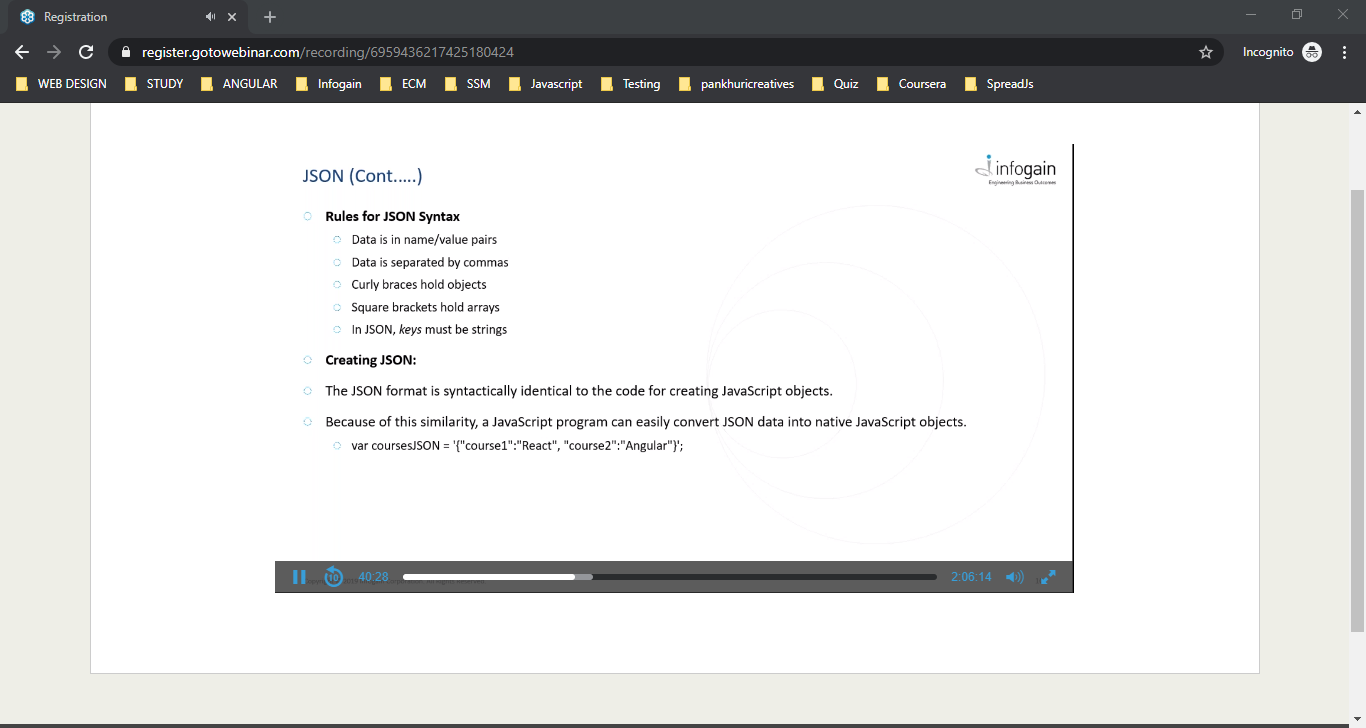 Registration
register.gotowebinar.com/recording/6959436217425180424
Incognito
WEB DESIGN STUDY ANGULAR Infogain ECM SSM Javascript Testing pankhuricreatives Quiz Coursera SpreadJs
infogain
Engineering Business Outcomes
JSON (Cont.....)
Rules for JSON Syntax
Data is in name/value pairs
Data is separated by commas
Curly braces hold objects
Square brackets hold arrays
In JSON, keys must be strings
Creating JSON:
The JSON format is syntactically identical to the code for creating JavaScript objects.
Because of this similarity, a JavaScript program can easily convert JSON data into native JavaScript objects.
var coursesJSON = '{"course1":"React", "course2":"Angular"}';
10 40:28 2:06:14